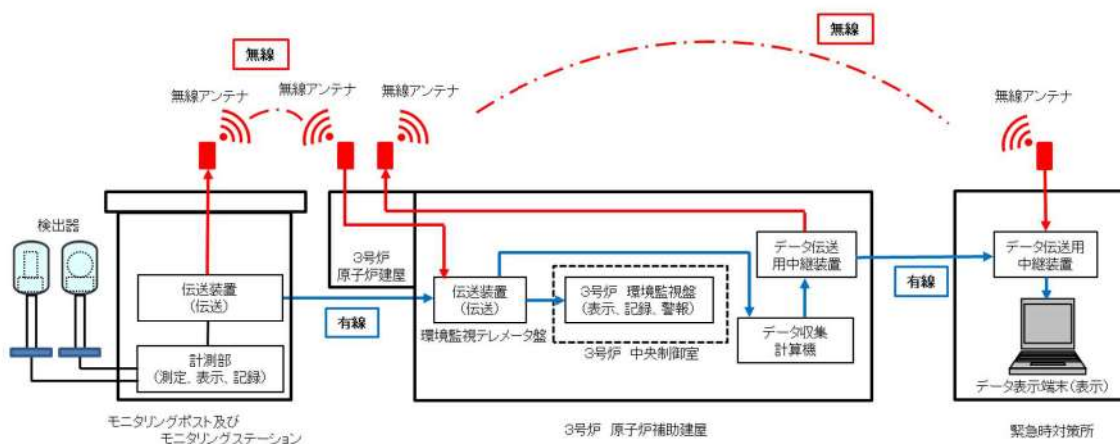 無線
無線
無線アンテナ
無線アンテナ
無線アンテナ
無線アンテナ
検出器
3号炉
原子炉建屋
伝送装置
(伝送)
計測部
(測定、表示、記録)
有線
伝送装置
(伝送)
環境監視テレメータ盤
3号炉 環境監視盤
(表示、記録、警報)
3号炉 中央制御室
データ伝送
用中継装置
データ収集
計算機
有線
データ伝送用
中継装置
データ表示端末(表示)
モニタリングポスト及び
モニタリングステーション
3号炉 原子炉補助建屋
緊急時対策所